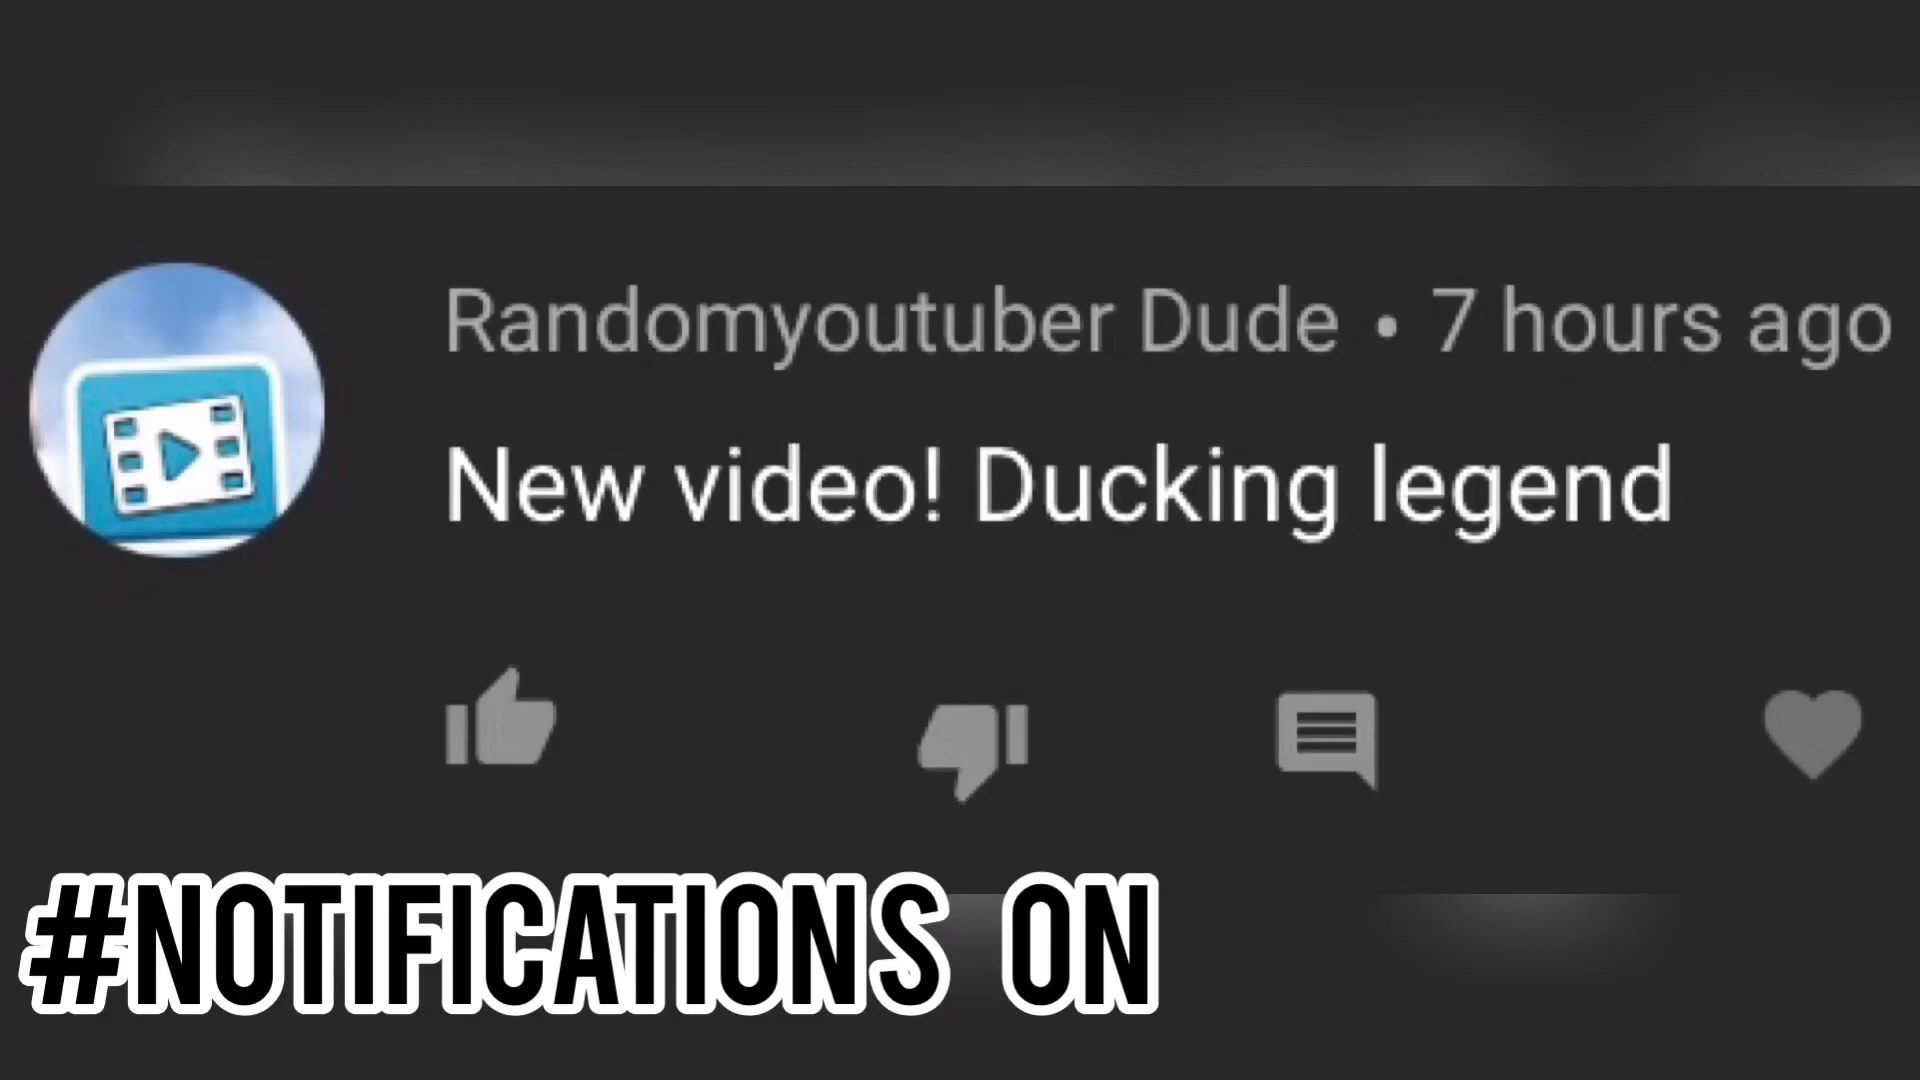 Randomyoutuber Dude • 7 hours ago
New video! Ducking legend
#NOTIFICATIONS ON